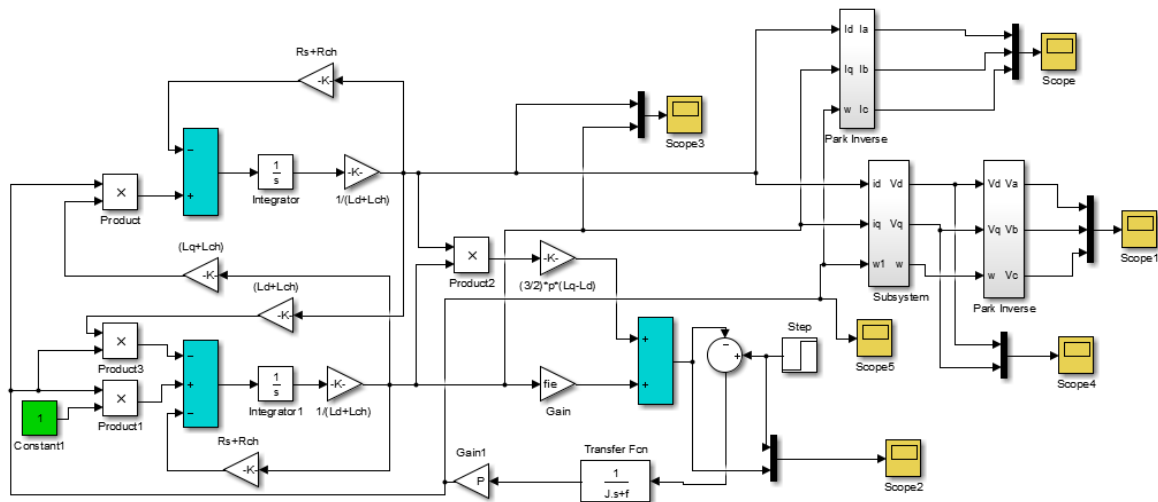 Rs+Rch
-K-
Id Ia
Iq Ib
w Ic
Park Inverse
Scope
Scope3
−
+
1
s
Integrator
-K-
1/(Ld+Lch)
×
Product
(Lq+Lch)
-K-
(Ld+Lch)
-K-
×
Product2
-K-
(3/2)*p*(Lq-Ld)
id Vd
iq Vq
w1 w
Subsystem
Vd Va
Vq Vb
w Vc
Park Inverse
Scope1
Scope5
Scope4
×
Product3
×
Product1
1
Constant1
−
+
−
1
s
Integrator1
-K-
1/(Ld+Lch)
fie
Gain
+
+
−
+
Step
Rs+Rch
-K-
Gain1
P
Transfer Fcn
1
J.s+f
Scope2